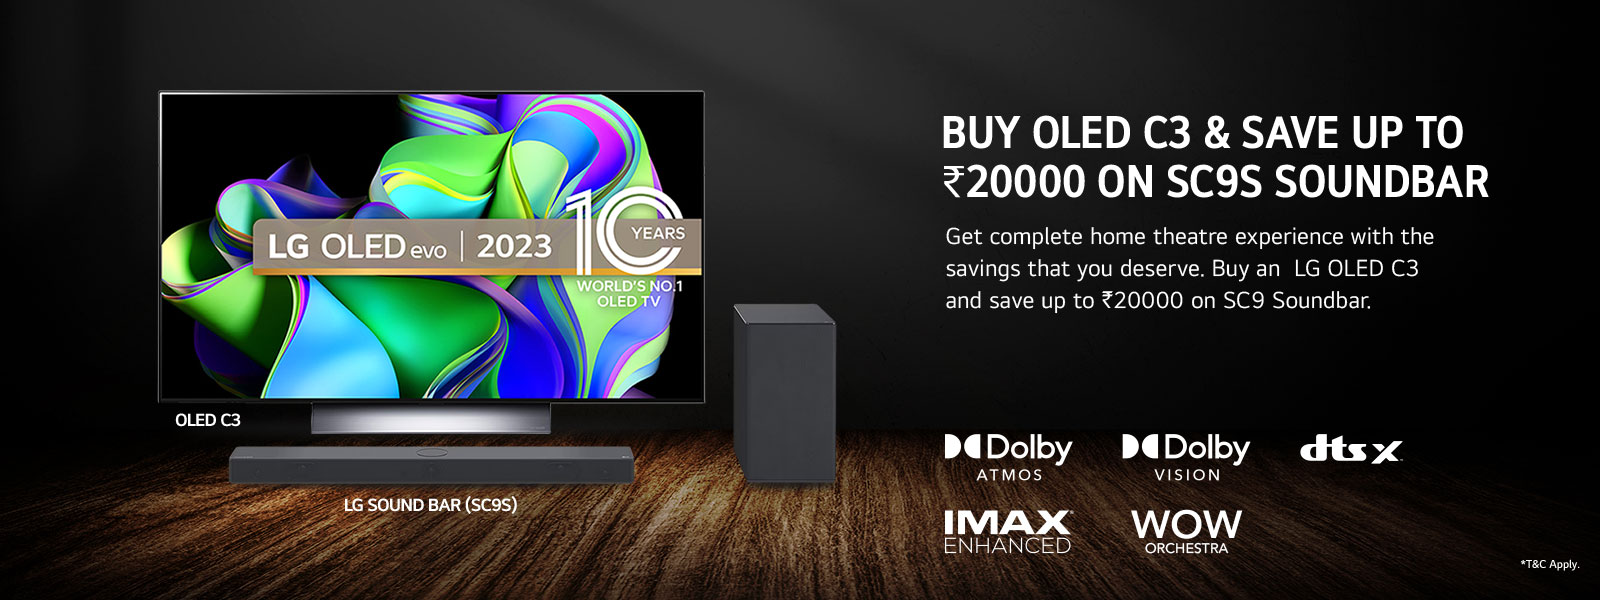 LG OLED evo | 2023
10 YEARS
WORLD'S NO.1
OLED TV
OLED C3
LG SOUND BAR (SC9S)
BUY OLED C3 & SAVE UP TO
₹20000 ON SC9S SOUNDBAR
Get complete home theatre experience with the
savings that you deserve. Buy an LG OLED C3
and save up to ₹20000 on SC9 Soundbar.
Dolby
ATMOS
Dolby
VISION
dts x
IMAX
ENHANCED
WOW
ORCHESTRA
*T&C Apply.